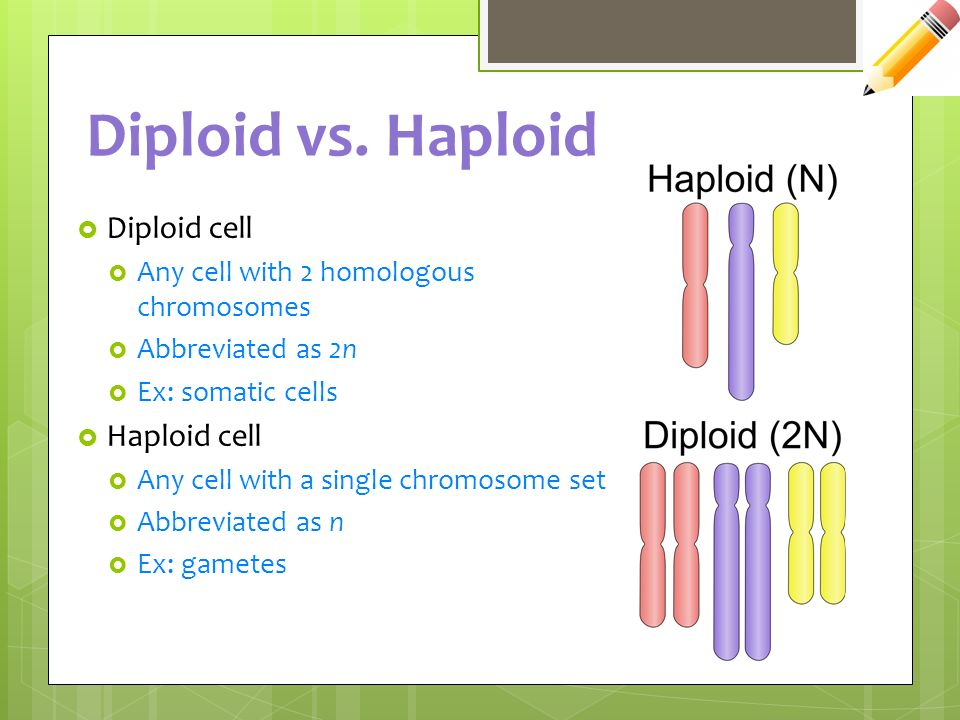 Diploid vs. Haploid
Diploid cell
Any cell with 2 homologous
chromosomes
Abbreviated as 2n
Ex: somatic cells
Haploid cell
Any cell with a single chromosome set
Abbreviated as n
Ex: gametes
Haploid (N)
Diploid (2N)